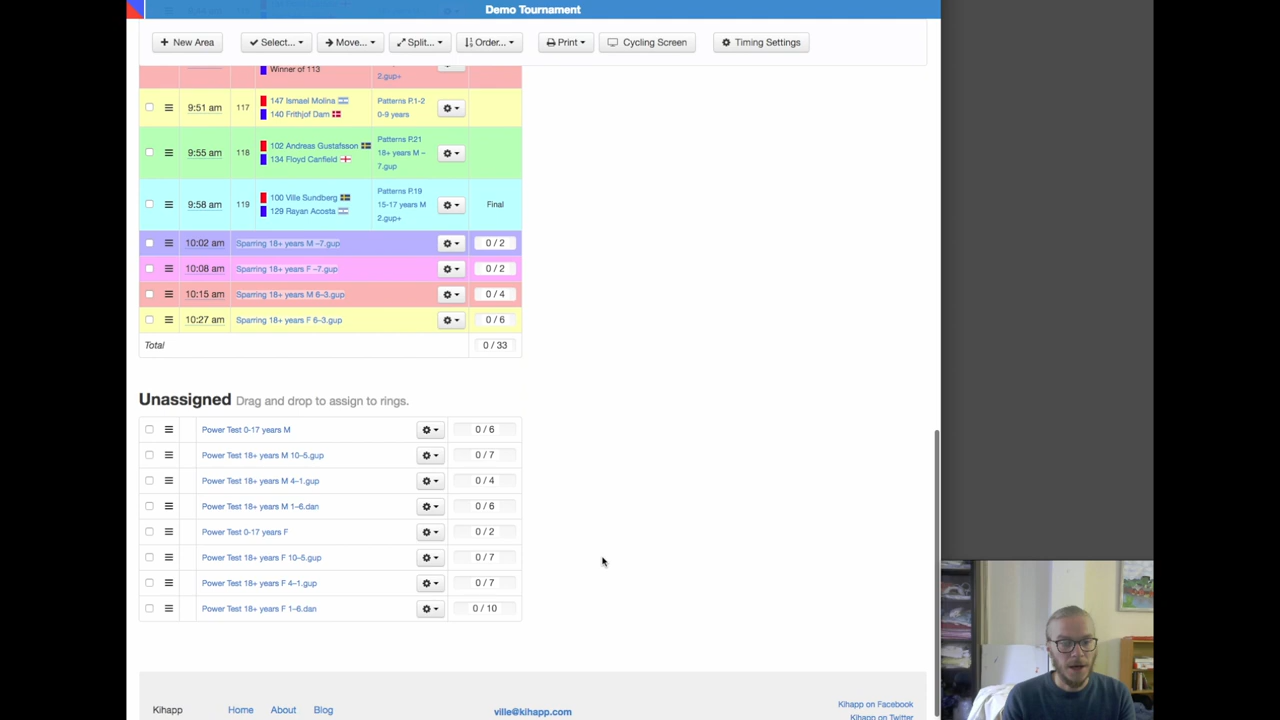 Demo Tournament
New Area
Select...
Move...
Split...
Order...
Print
Cycling Screen
Timing Settings
Winner of 113
2.gup+
9:51 am 117 147 Ismael Molina Patterns P.1-2
140 Frithjof Dam 0-9 years
9:55 am 118 102 Andreas Gustafsson Patterns P.21
134 Floyd Canfield 18+ years M –
7.gup
9:58 am 119 100 Ville Sundberg Patterns P.19
129 Rayan Acosta 15-17 years M
2.gup+
Final
10:02 am Sparring 18+ years M –7.gup 0 / 2
10:08 am Sparring 18+ years F –7.gup 0 / 2
10:15 am Sparring 18+ years M 6–3.gup 0 / 4
10:27 am Sparring 18+ years F 6–3.gup 0 / 6
Total 0 / 33
Unassigned Drag and drop to assign to rings.
Power Test 0-17 years M 0 / 6
Power Test 18+ years M 10–5.gup 0 / 7
Power Test 18+ years M 4–1.gup 0 / 4
Power Test 18+ years M 1–6.dan 0 / 6
Power Test 0-17 years F 0 / 2
Power Test 18+ years F 10–5.gup 0 / 7
Power Test 18+ years F 4–1.gup 0 / 7
Power Test 18+ years F 1–6.dan 0 / 10
Kihapp Home About Blog ville@kihapp.com
Kihapp on Facebook
Kihapp on Twitter